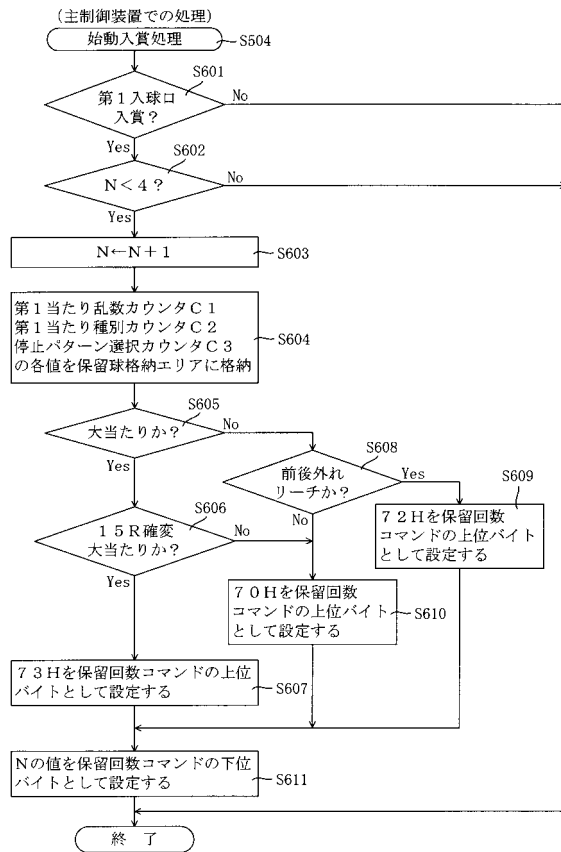 (主制御装置での処理)
始動入賞処理
S504
S601
第１入球口
入賞？
No
Yes
S602
Ｎ＜４？
No
Yes
Ｎ←Ｎ＋１
S603
第１当たり乱数カウンタＣ１
第１当たり種別カウンタＣ２
停止パターン選択カウンタＣ３
の各値を保留球格納エリアに格納
S604
S605
大当たりか？
No
Yes
S608
前後外れ
リーチか？
Yes
No
S609
７２Ｈを保留回数
コマンドの上位バイト
として設定する
S606
１５Ｒ確変
大当たりか？
No
Yes
７０Ｈを保留回数
コマンドの上位バイト
として設定する
S610
７３Ｈを保留回数コマンドの上位
バイトとして設定する
S607
Ｎの値を保留回数コマンドの下位
バイトとして設定する
S611
終 了